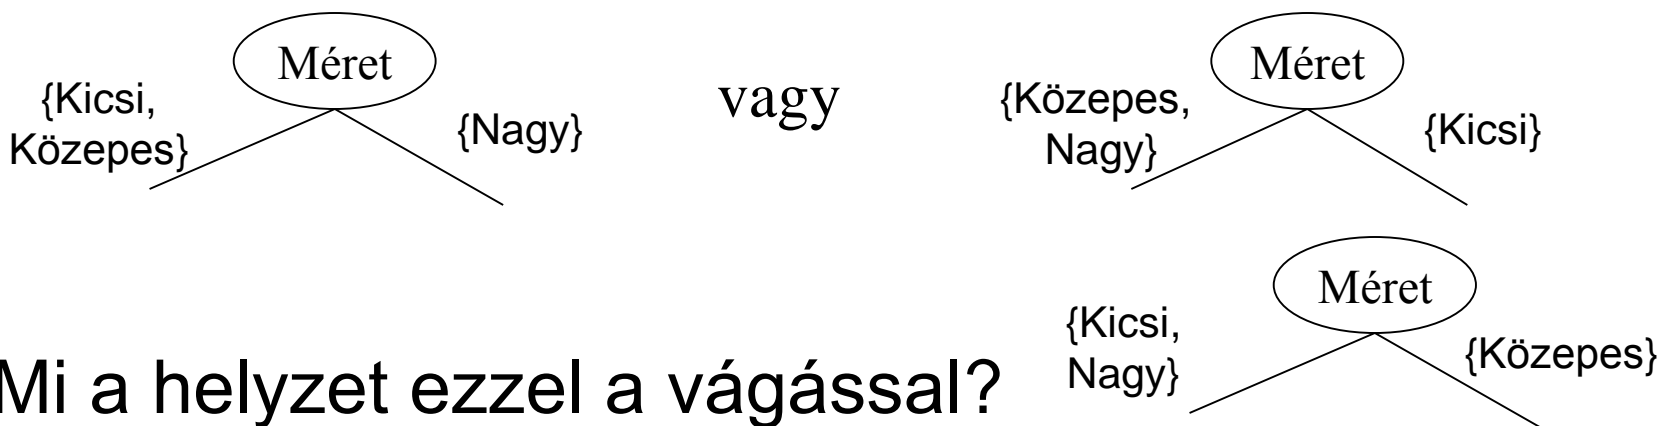 Méret
{Kicsi,
Közepes}
{Nagy}
vagy
Méret
{Közepes,
Nagy}
{Kicsi}
Méret
{Kicsi,
Nagy}
{Közepes}
Mi a helyzet ezzel a vágással?